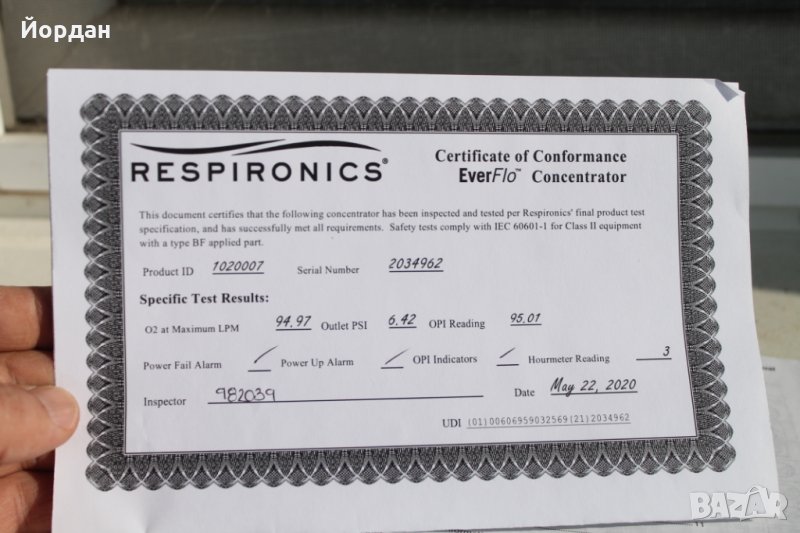 Йордан
RESPIRONICS®
Certificate of Conformance
EverFlo™ Concentrator
This document certifies that the following concentrator has been inspected and tested per Respironics' final product test
specification, and has successfully met all requirements. Safety tests comply with IEC 60601-1 for Class II equipment
with a type BF applied part.
Product ID 1020007 Serial Number 2034962
Specific Test Results:
O2 at Maximum LPM 94.97 Outlet PSI 6.42 OPI Reading 95.01
Power Fail Alarm Power Up Alarm OPI Indicators Hourmeter Reading 3
Inspector 982039 Date May 22, 2020
UDI (01)00606959032569(21)2034962
BAZAR